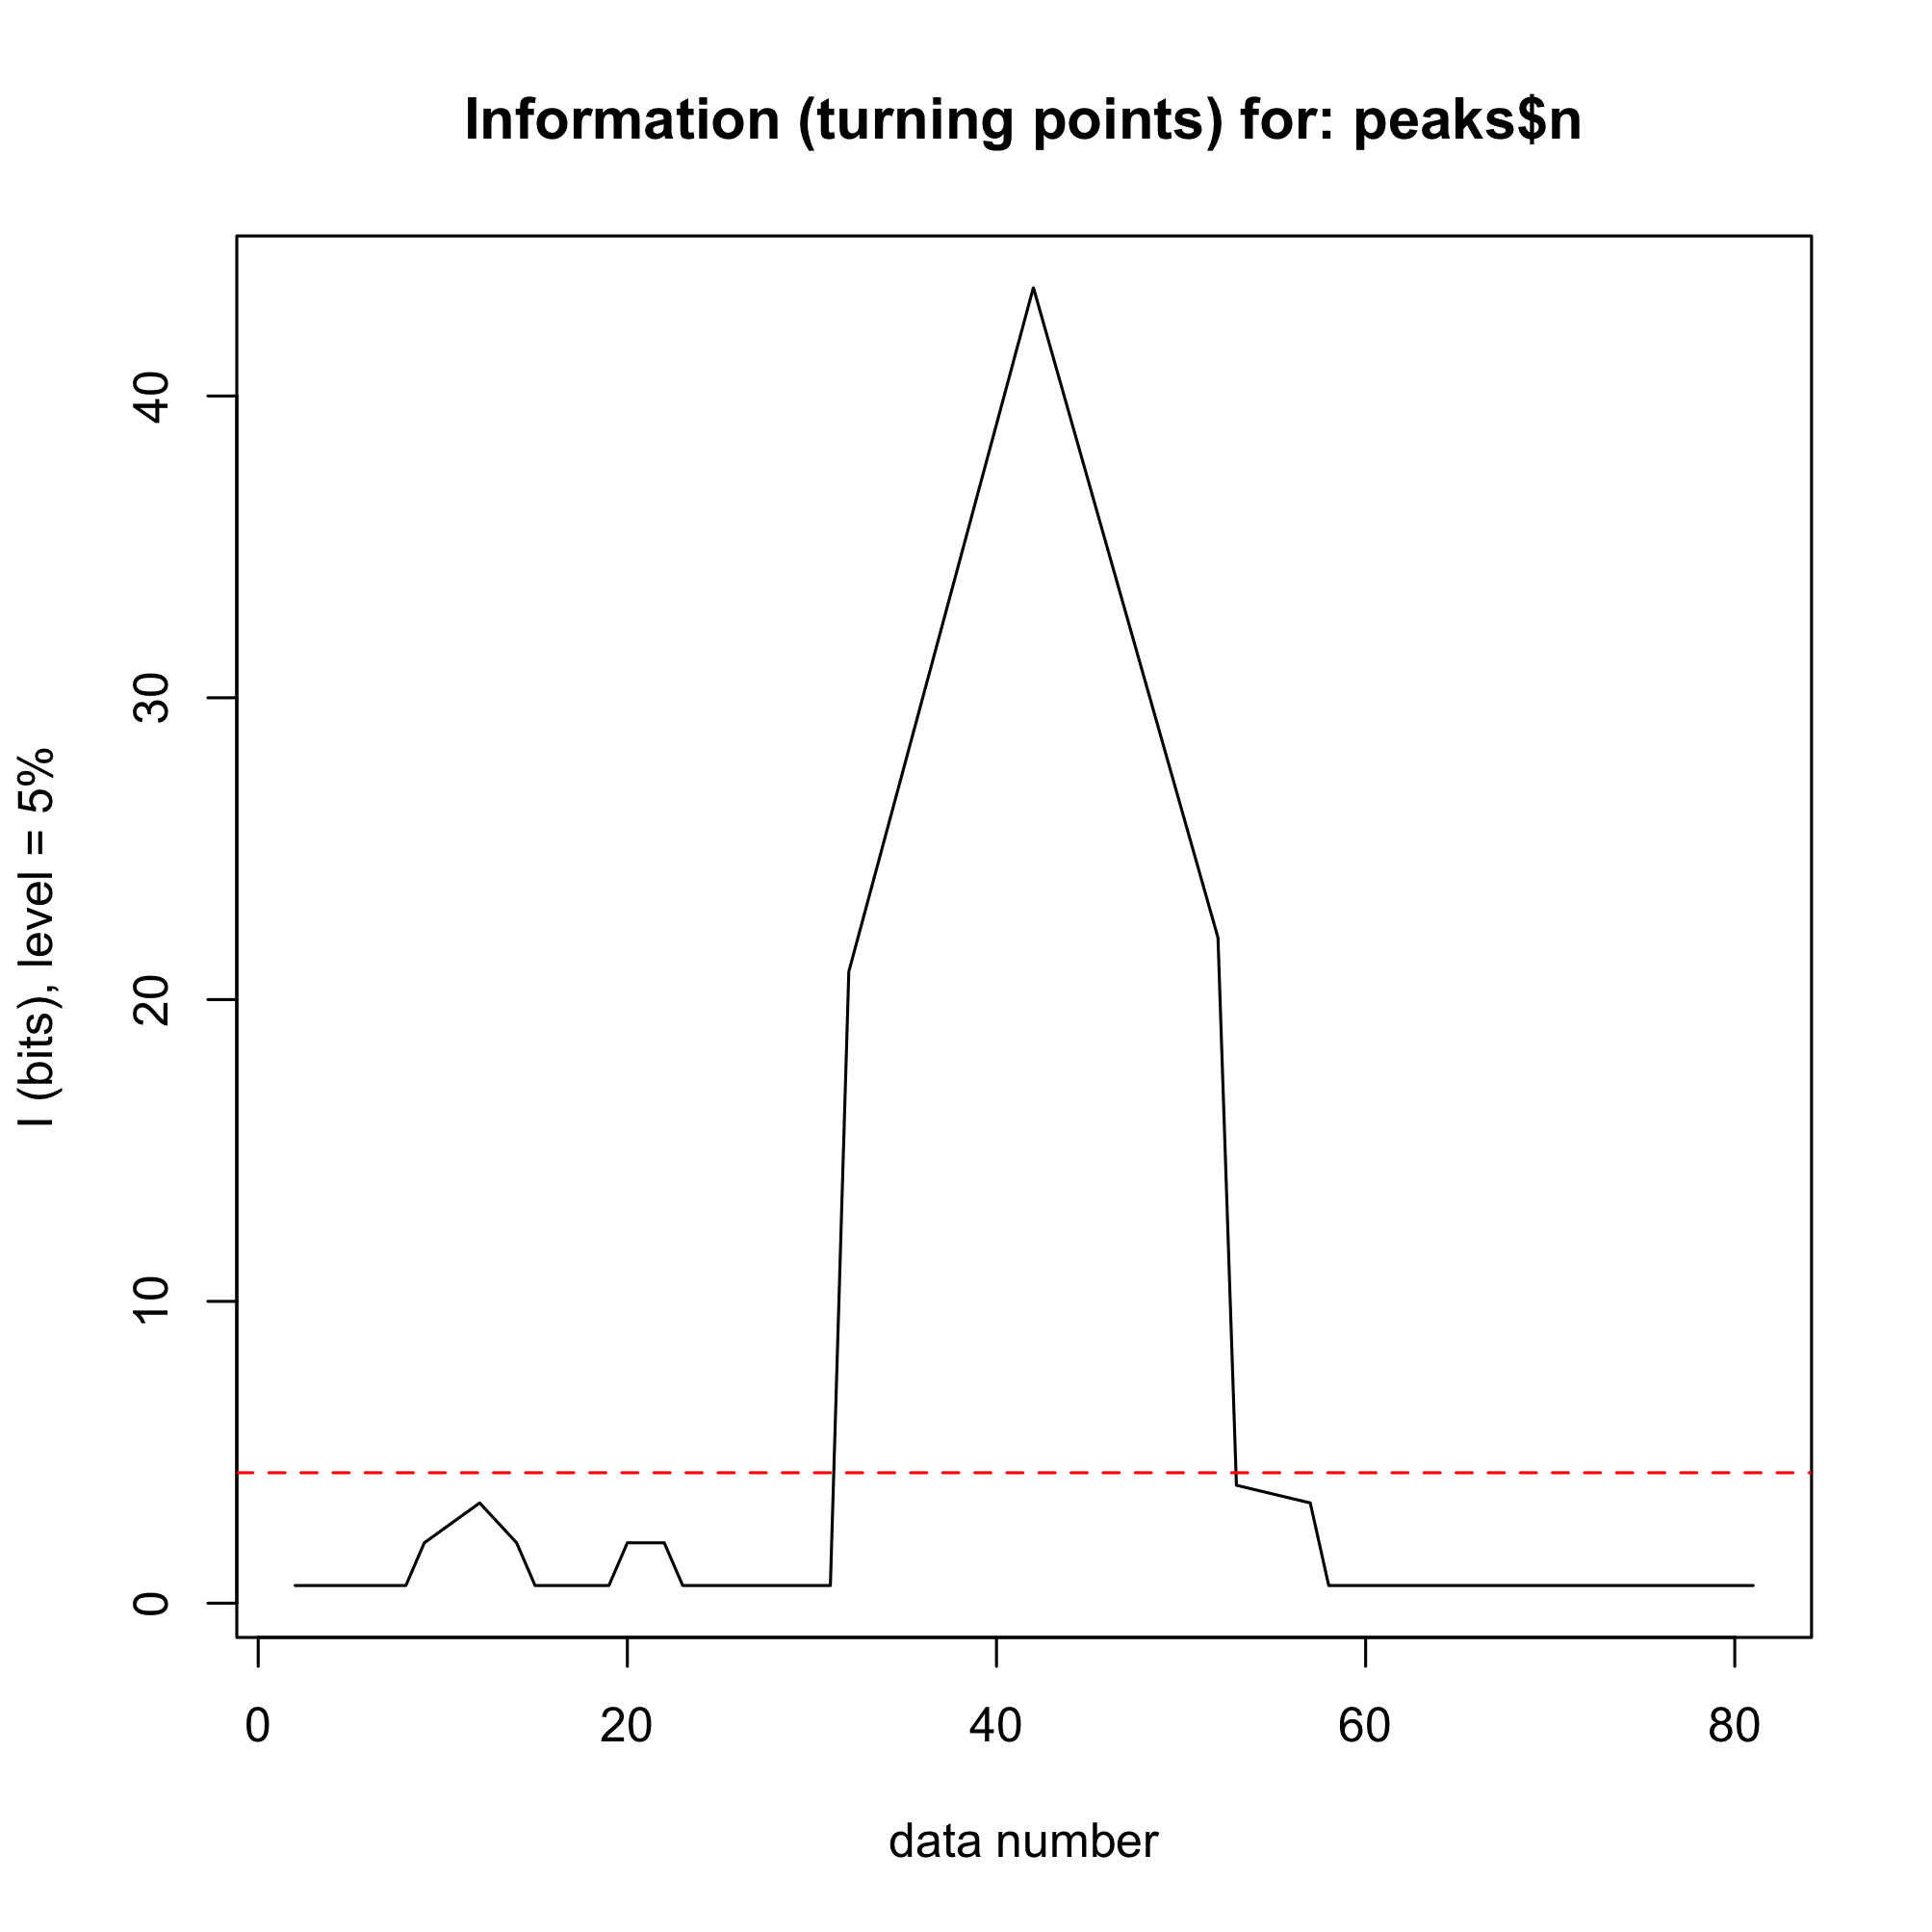 Information (turning points) for: peaks$n
I (bits), level = 5%
40
30
20
10
0
0 20 40 60 80
data number